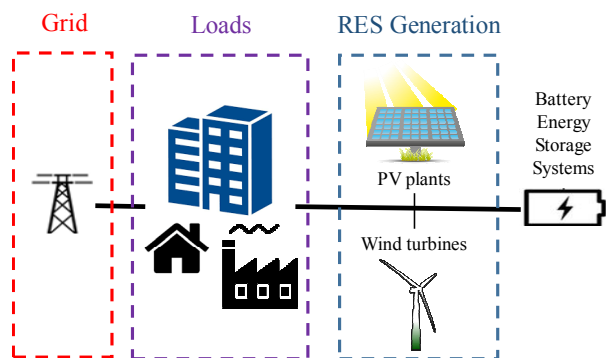 Grid
Loads
RES Generation
Battery
Energy
Storage
Systems
PV plants
Wind turbines